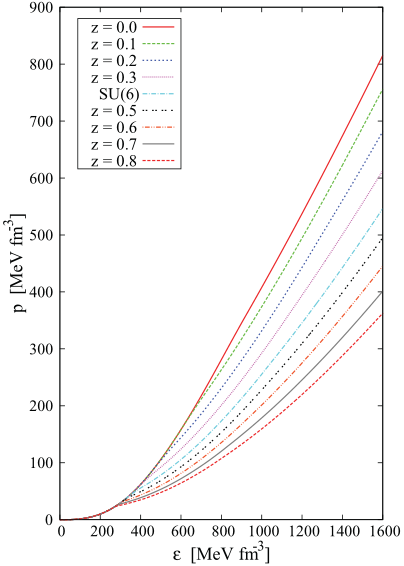 900
800
700
600
500
400
300
200
100
0
p [MeV fm⁻³]
z = 0.0
z = 0.1
z = 0.2
z = 0.3
SU(6)
z = 0.5
z = 0.6
z = 0.7
z = 0.8
0 200 400 600 800 1000 1200 1400 1600
ε [MeV fm⁻³]